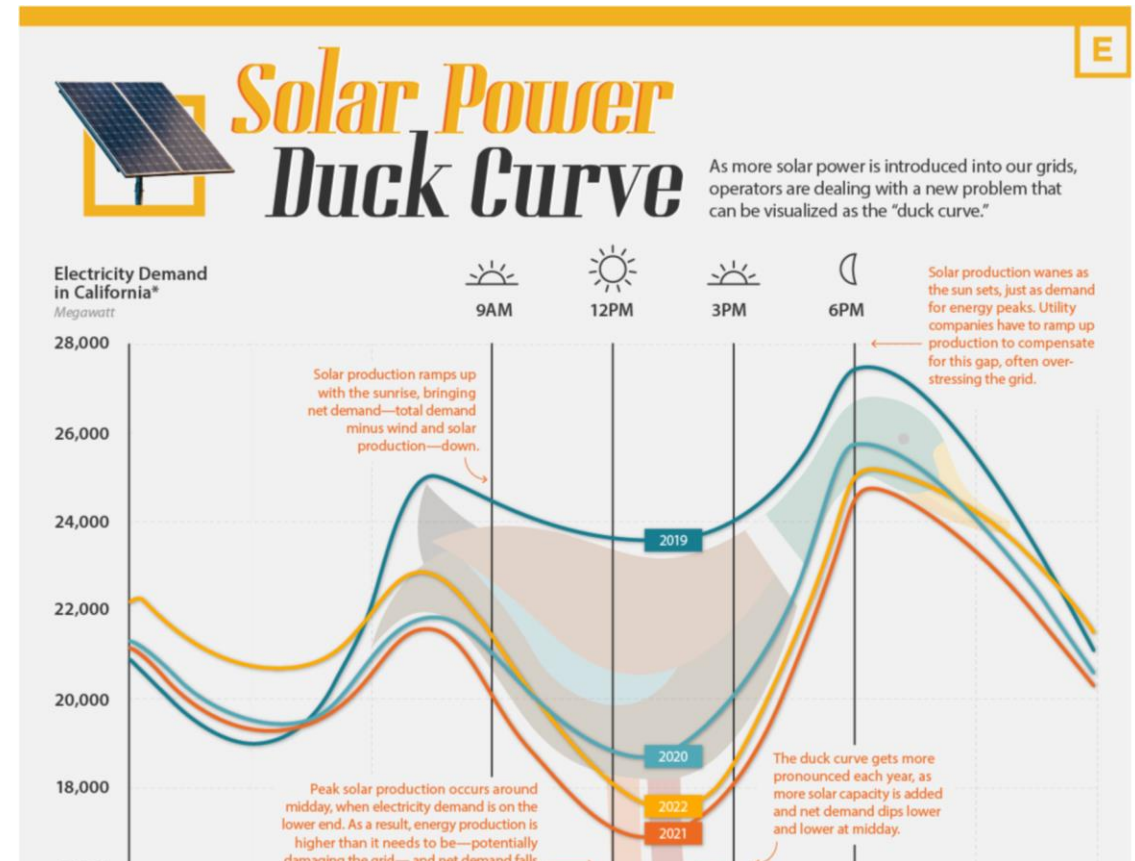 E
Solar Power
Duck Curve
As more solar power is introduced into our grids,
operators are dealing with a new problem that
can be visualized as the “duck curve.”
Electricity Demand
in California*
Megawatt
9AM
12PM
3PM
6PM
Solar production wanes as
the sun sets, just as demand
for energy peaks. Utility
companies have to ramp up
production to compensate
for this gap, often over-
stressing the grid.
28,000
Solar production ramps up
with the sunrise, bringing
net demand—total demand
minus wind and solar
production—down.
26,000
24,000
2019
22,000
20,000
2020
18,000
2022
2021
Peak solar production occurs around
midday, when electricity demand is on the
lower end. As a result, energy production is
higher than it needs to be—potentially
damaging the grid—and net demand falls
The duck curve gets more
pronounced each year, as
more solar capacity is added
and net demand dips lower
and lower at midday.